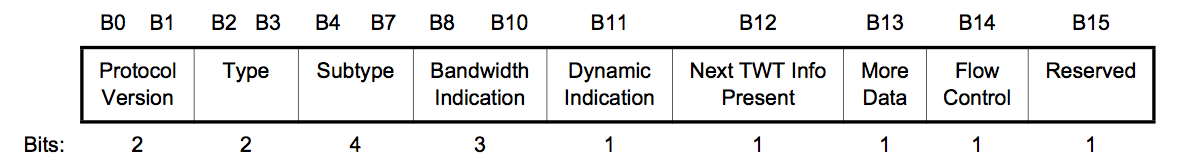 B0 B1 B2 B3 B4 B7 B8 B10 B11 B12 B13 B14 B15
Protocol Type Subtype Bandwidth Dynamic Next TWT Info More Flow Reserved
Version Indication Indication Present Data Control
Bits: 2 2 4 3 1 1 1 1 1